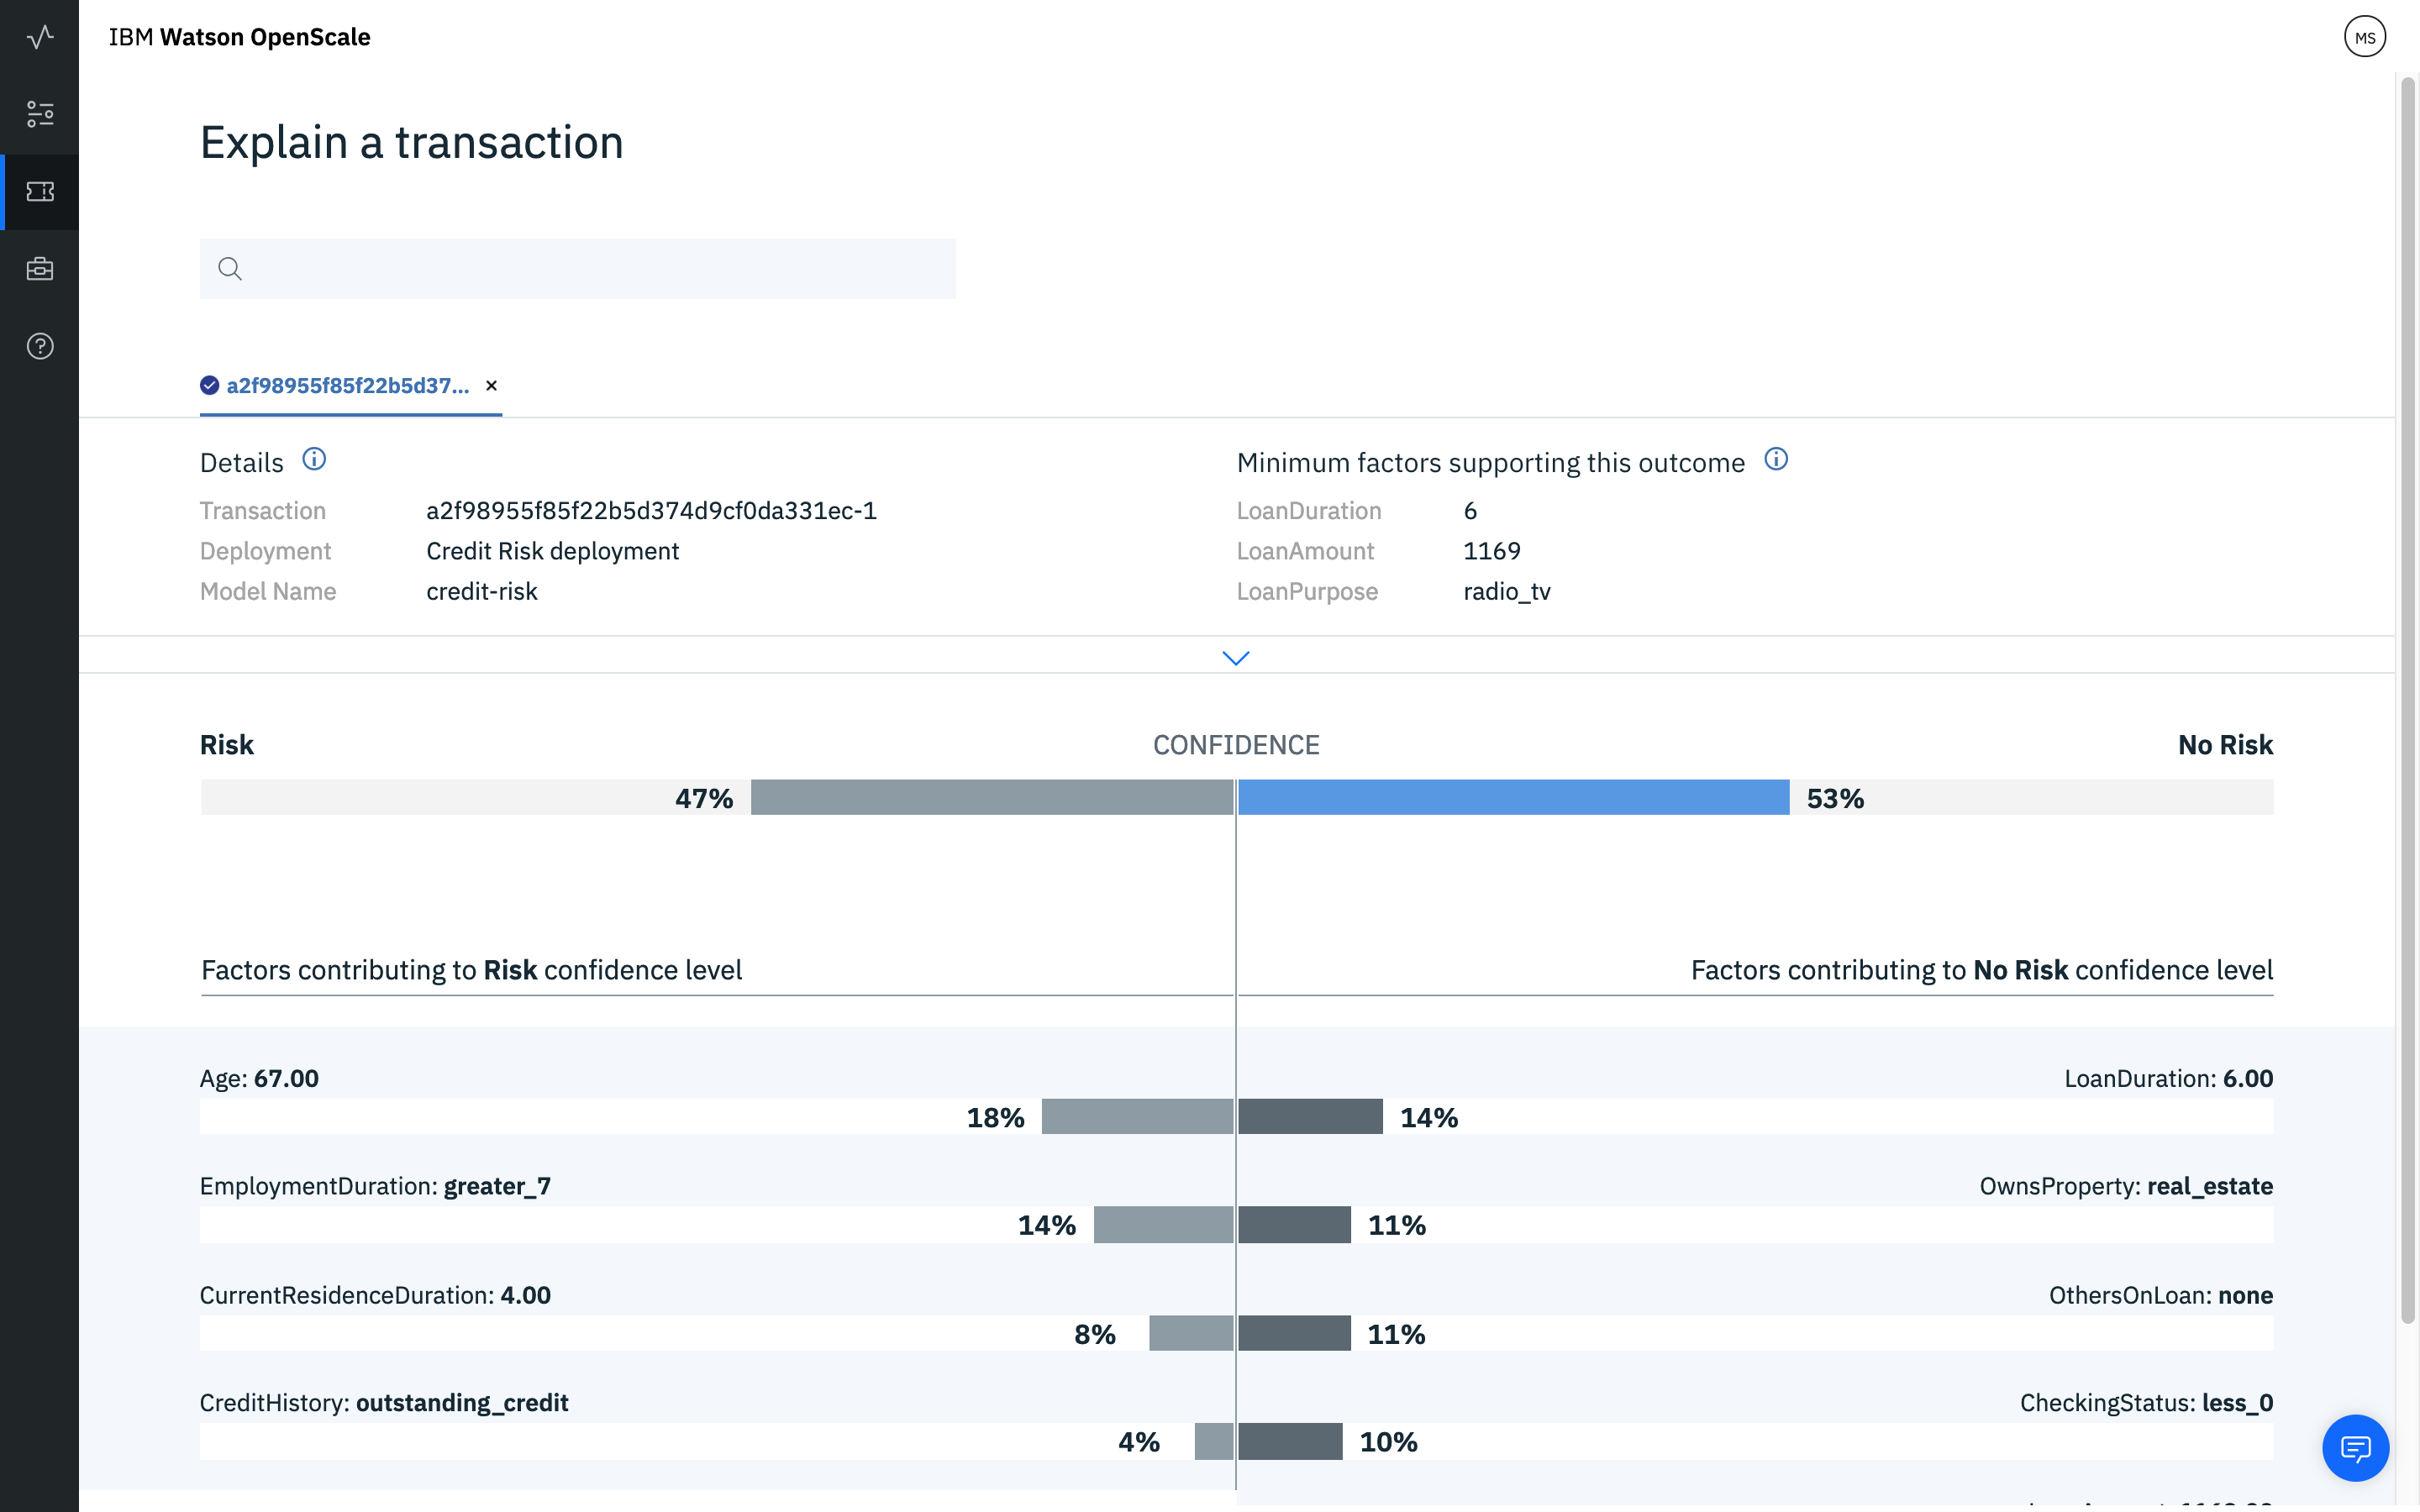 IBM Watson OpenScale
MS
Explain a transaction
a2f98955f85f22b5d37...
Details
Transaction a2f98955f85f22b5d374d9cf0da331ec-1
Deployment Credit Risk deployment
Model Name credit-risk
Minimum factors supporting this outcome
LoanDuration 6
LoanAmount 1169
LoanPurpose radio_tv
Risk CONFIDENCE No Risk
47% 53%
Factors contributing to Risk confidence level
Factors contributing to No Risk confidence level
Age: 67.00 LoanDuration: 6.00
18% 14%
EmploymentDuration: greater_7 OwnsProperty: real_estate
14% 11%
CurrentResidenceDuration: 4.00 OthersOnLoan: none
8% 11%
CreditHistory: outstanding_credit CheckingStatus: less_0
4% 10%